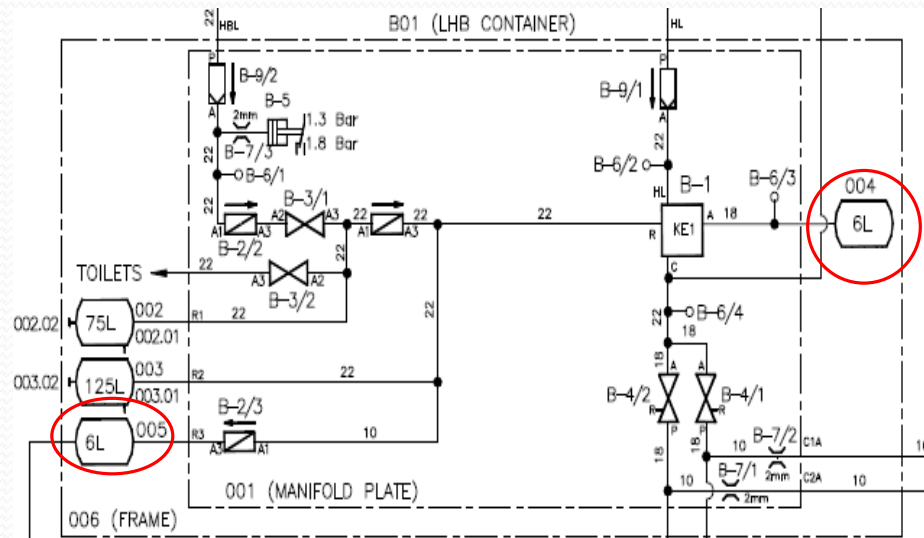 22
HBL
B01 (LHB CONTAINER)
HL
P
B-9/2
A
2mm
B-5
1.3 Bar
1.8 Bar
B-7/3
22
B-6/1
22
B-3/1
A1
A3
A2
A3
22
22
A1
A3
B-2/2
22
P
B-9/1
A
22
B-6/2
HL
B-1
B-6/3
004
A
18
R
KE1
6L
C
TOILETS
22
A3
A2
22
B-3/2
22
B-6/4
22
18
002.02
75L
002
002.01
R1
22
003.02
125L
003
003.01
R2
22
18
A
A
B-4/2
R
P
B-4/1
R
P
6L
005
R3
B-2/3
A3
A1
10
18
18
10
B-7/2
2mm
C1A
10
10
B-7/1
2mm
C2A
10
001 (MANIFOLD PLATE)
006 (FRAME)